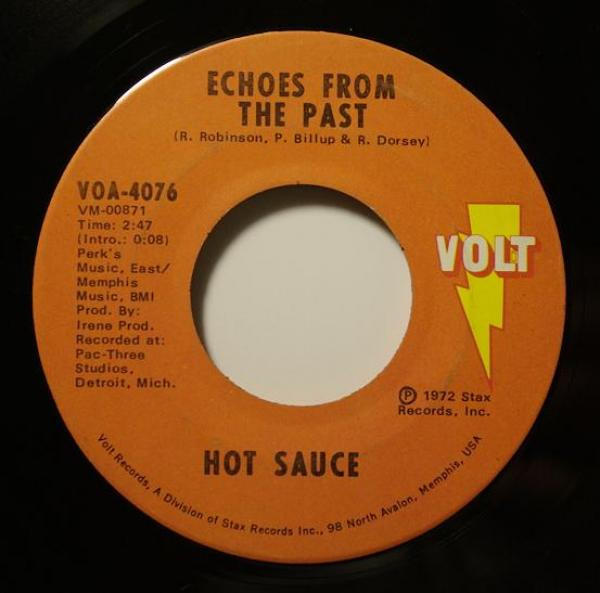 ECHOES FROM
THE PAST
(R. Robinson, P. Billup & R. Dorsey)
VOA-4076
VM-00871
Time: 2:47
(Intro.: 0:08)
Perk's
Music, East/
Memphis
Music, BMI
Prod. By:
Irene Prod.
Recorded at:
Pac-Three
Studios,
Detroit, Mich.
VOLT
Ⓟ 1972 Stax
Records, Inc.
HOT SAUCE
Volt Records, A Division of Stax Records Inc., 98 North Avalon, Memphis, USA